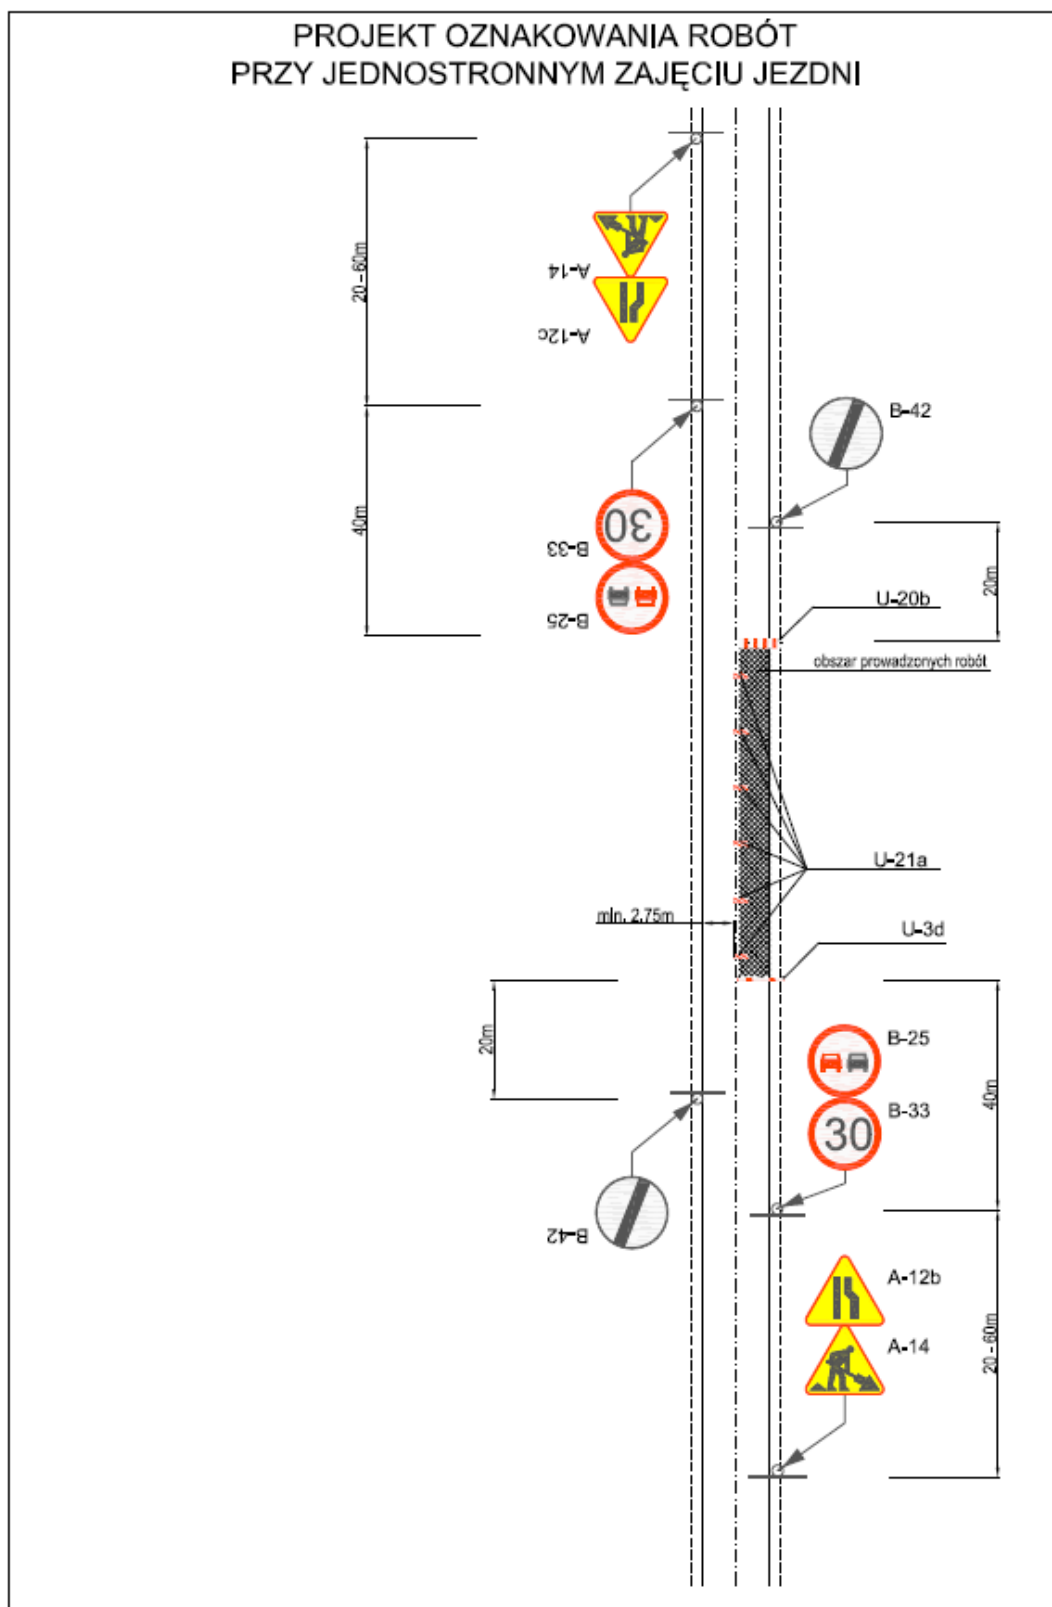 PROJEKT OZNAKOWANIA ROBÓT
PRZY JEDNOSTRONNYM ZAJĘCIU JEZDNI
20 - 60m
A-14
A-12c
40m
30
B-33
B-25
B-42
20m
U-20b
obszar prowadzonych robót
U-21a
min. 2.75m
U-3d
20m
B-42
B-25
B-33
30
40m
A-12b
A-14
20 - 60m